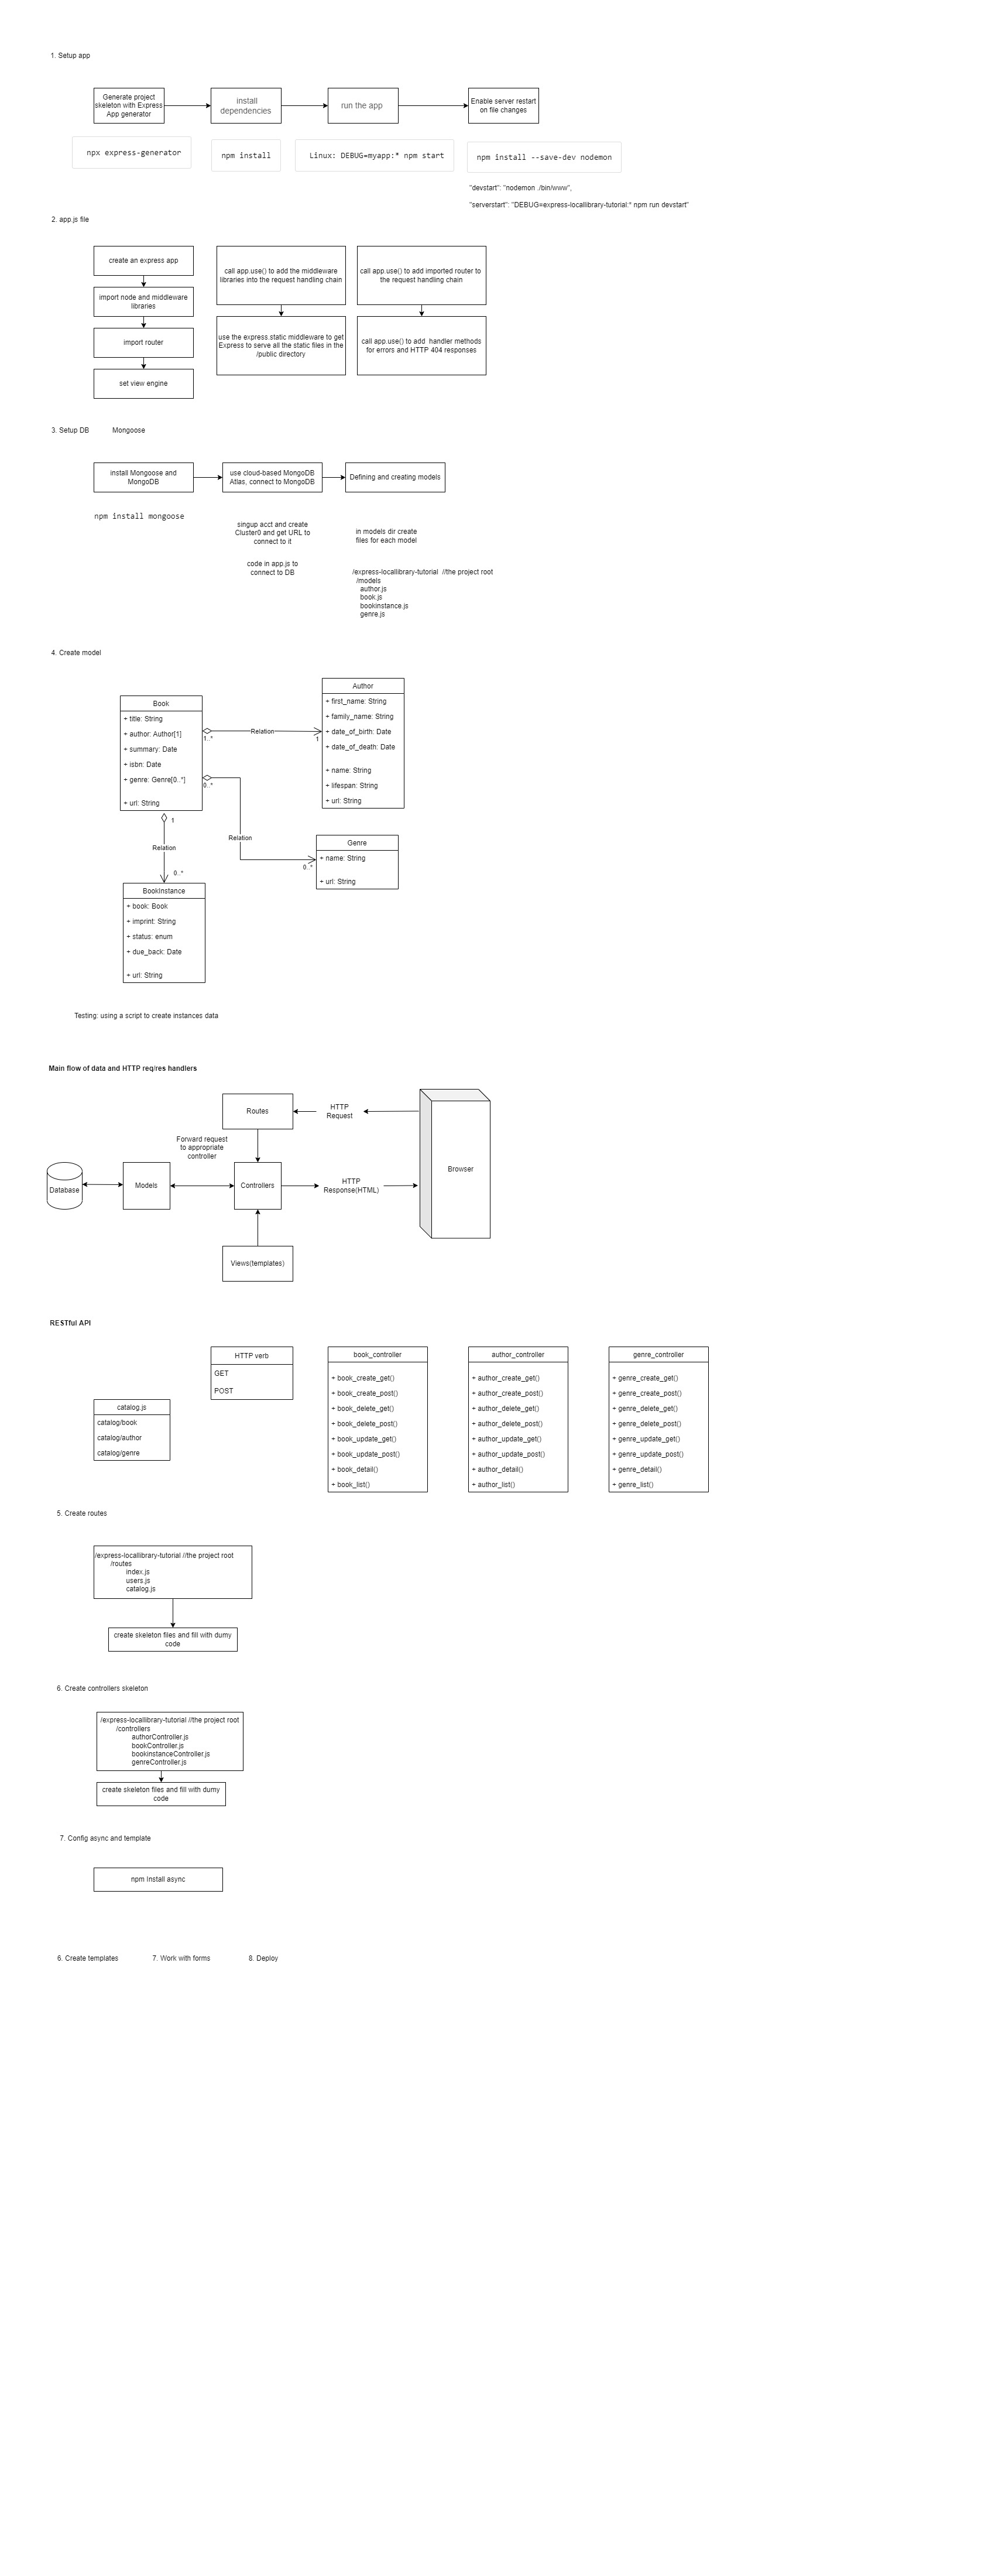 1. Setup app
Generate project
skeleton with Express
App generator
install
dependencies
run the app
Enable server restart
on file changes
npx express-generator
npm install
Linux: DEBUG=myapp:* npm start
npm install --save-dev nodemon
"devstart": "nodemon ./bin/www",
"serverstart": "DEBUG=express-locallibrary-tutorial:* npm run devstart"
2. app.js file
create an express app
import node and middleware
libraries
import router
set view engine
call app.use() to add the middleware
libraries into the request handling chain
use the express.static middleware to get
Express to serve all the static files in the
/public directory
call app.use() to add imported router to
the request handling chain
call app.use() to add handler methods
for errors and HTTP 404 responses
3. Setup DB
Mongoose
install Mongoose and
MongoDB
use cloud-based MongoDB
Atlas, connect to MongoDB
Defining and creating models
npm install mongoose
singup acct and create
Cluster0 and get URL to
connect to it
code in app.js to
connect to DB
in models dir create
files for each model
/express-locallibrary-tutorial //the project root
/models
author.js
book.js
bookinstance.js
genre.js
4. Create model
Book
+ title: String
+ author: Author[1]
+ summary: Date
+ isbn: Date
+ genre: Genre[0..*]
+ url: String
Relation
1..*
1
Author
+ first_name: String
+ family_name: String
+ date_of_birth: Date
+ date_of_death: Date
+ name: String
+ lifespan: String
+ url: String
0..*
Relation
0..*
Genre
+ name: String
+ url: String
1
Relation
0..*
BookInstance
+ book: Book
+ imprint: String
+ status: enum
+ due_back: Date
+ url: String
Testing: using a script to create instances data
Main flow of data and HTTP req/res handlers
Routes
HTTP
Request
Forward request
to appropriate
controller
Database
Models
Controllers
HTTP
Response(HTML)
Browser
Views(templates)
RESTful API
HTTP verb
GET
POST
catalog.js
catalog/book
catalog/author
catalog/genre
book_controller
+ book_create_get()
+ book_create_post()
+ book_delete_get()
+ book_delete_post()
+ book_update_get()
+ book_update_post()
+ book_detail()
+ book_list()
author_controller
+ author_create_get()
+ author_create_post()
+ author_delete_get()
+ author_delete_post()
+ author_update_get()
+ author_update_post()
+ author_detail()
+ author_list()
genre_controller
+ genre_create_get()
+ genre_create_post()
+ genre_delete_get()
+ genre_delete_post()
+ genre_update_get()
+ genre_update_post()
+ genre_detail()
+ genre_list()
5. Create routes
/express-locallibrary-tutorial //the project root
/routes
index.js
users.js
catalog.js
create skeleton files and fill with dumy
code
6. Create controllers skeleton
/express-locallibrary-tutorial //the project root
/controllers
authorController.js
bookController.js
bookinstanceController.js
genreController.js
create skeleton files and fill with dumy
code
7. Config async and template
npm Install async
6. Create templates
7. Work with forms
8. Deploy